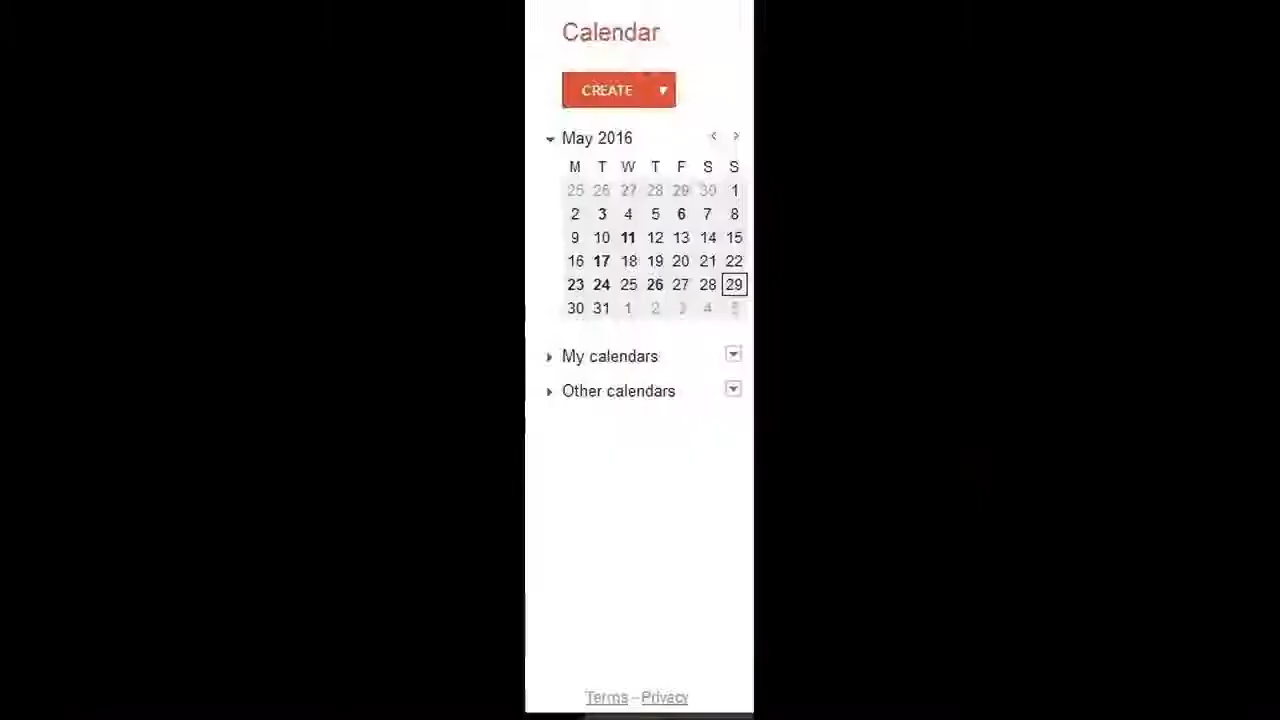 Calendar
CREATE
May 2016
M T W T F S S
25 26 27 28 29 30 1
2 3 4 5 6 7 8
9 10 11 12 13 14 15
16 17 18 19 20 21 22
23 24 25 26 27 28 29
30 31 1 2 3 4 5
My calendars
Other calendars
Terms - Privacy